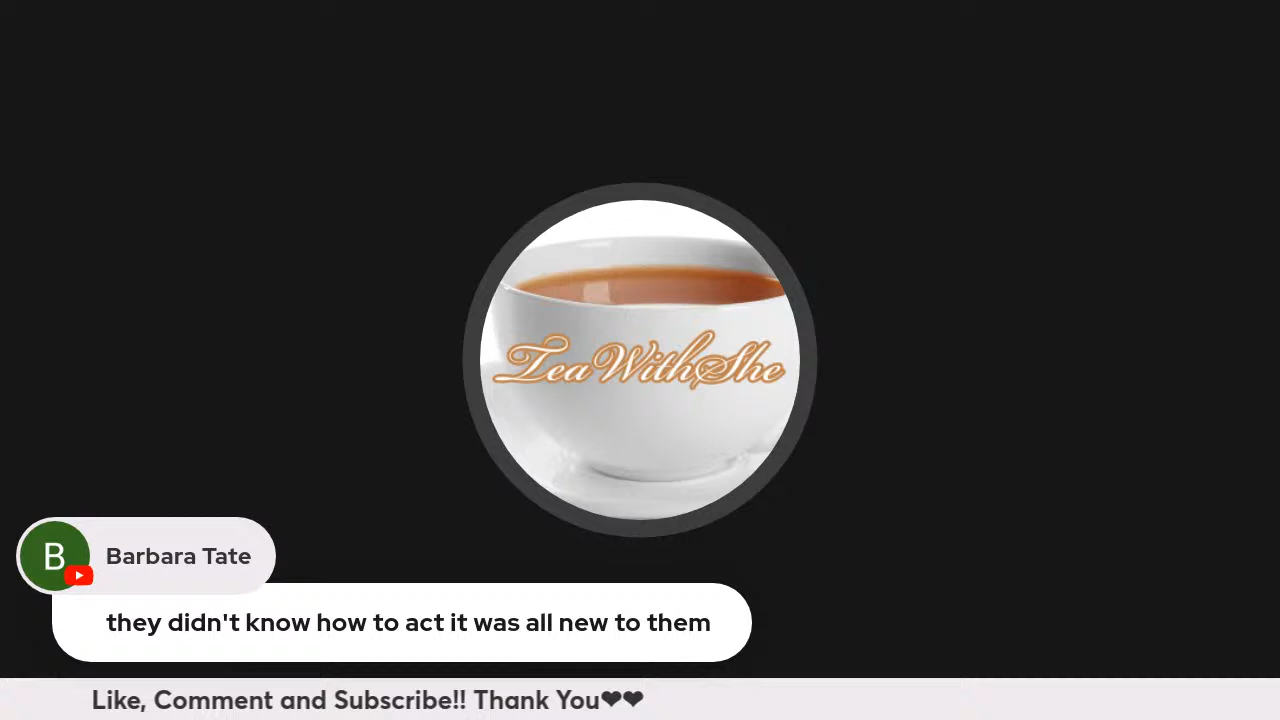 TeaWithShe
B
Barbara Tate
they didn't know how to act it was all new to them
Like, Comment and Subscribe!! Thank You❤❤